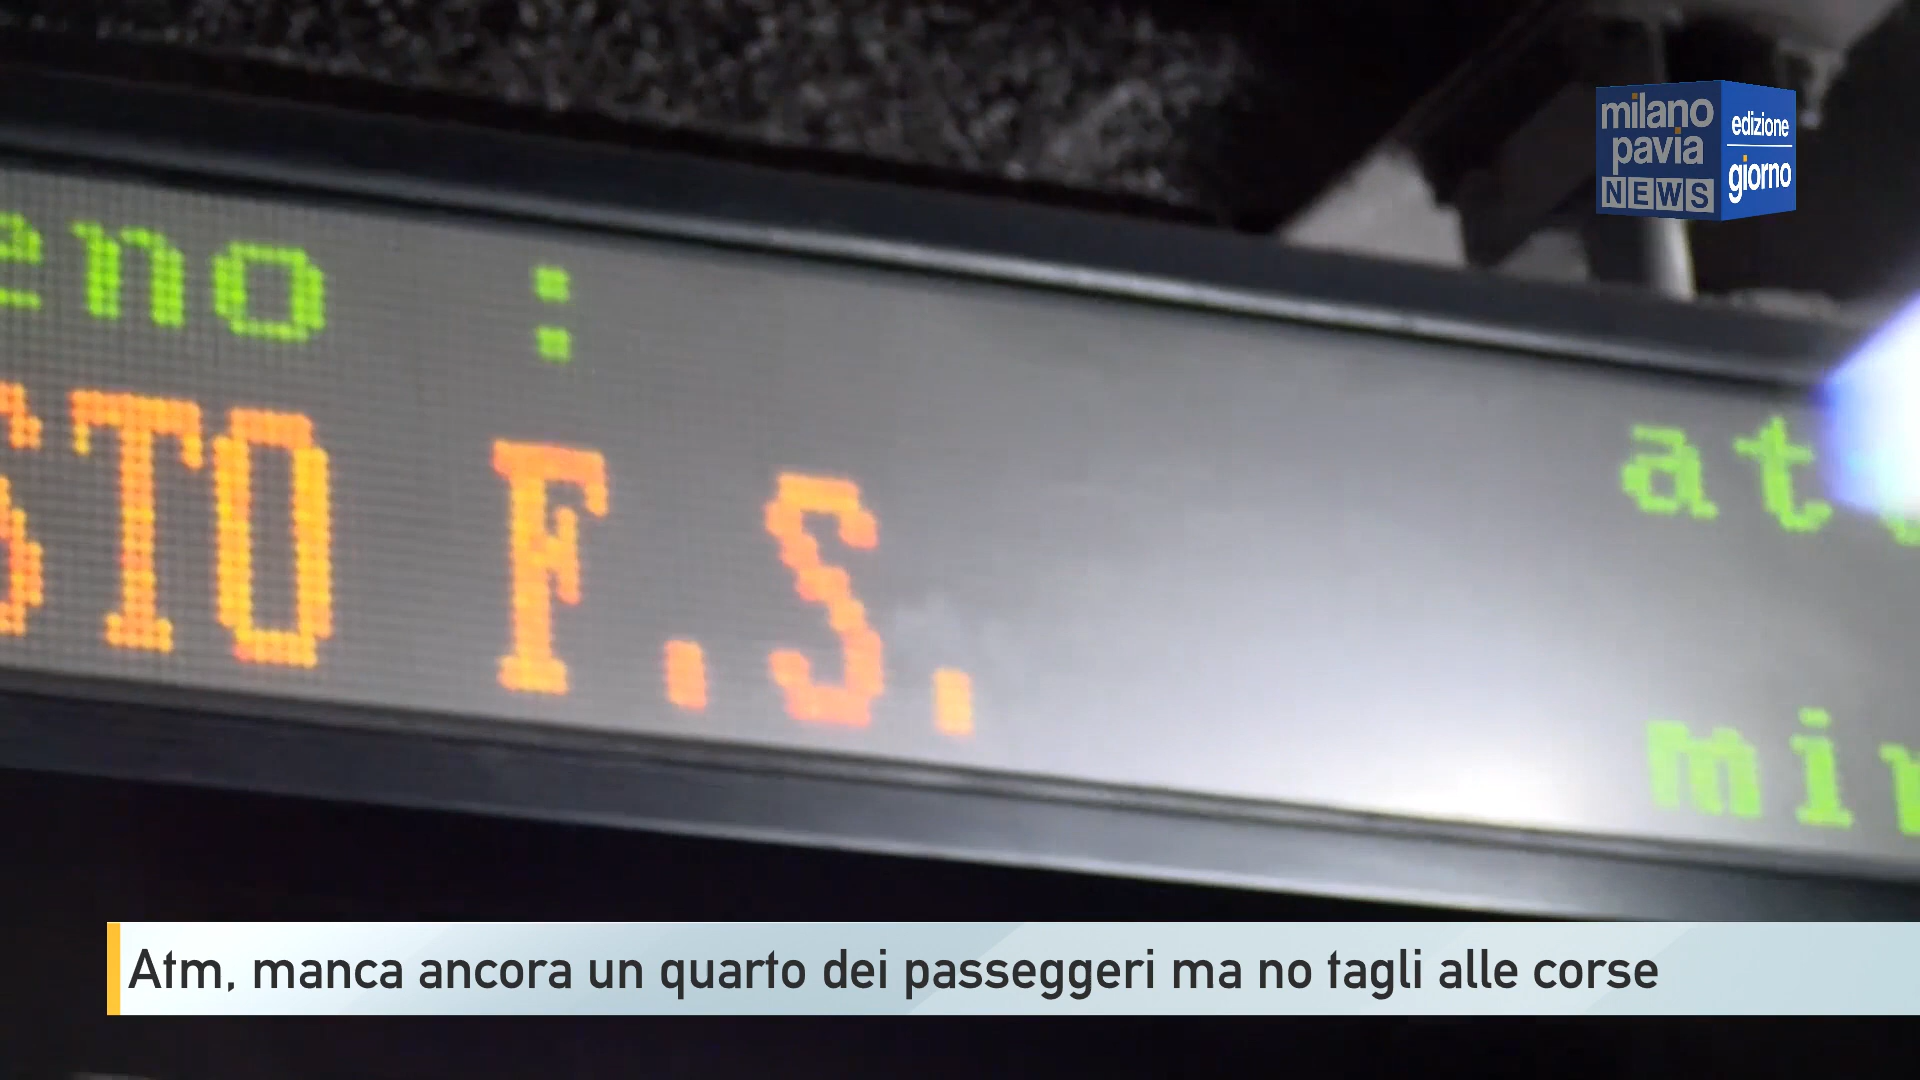 milano
pavia
NEWS
edizione
giorno
eno :
STO F.S.
at
mi
Atm, manca ancora un quarto dei passeggeri ma no tagli alle corse